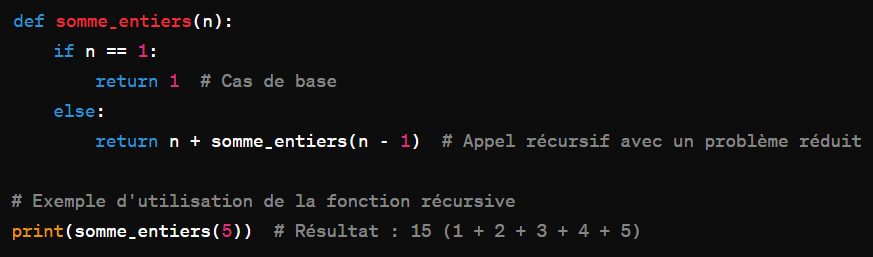 def somme_entiers(n):
    if n == 1:
        return 1  # Cas de base
    else:
        return n + somme_entiers(n - 1)  # Appel récursif avec un problème réduit

# Exemple d'utilisation de la fonction récursive
print(somme_entiers(5))  # Résultat : 15 (1 + 2 + 3 + 4 + 5)